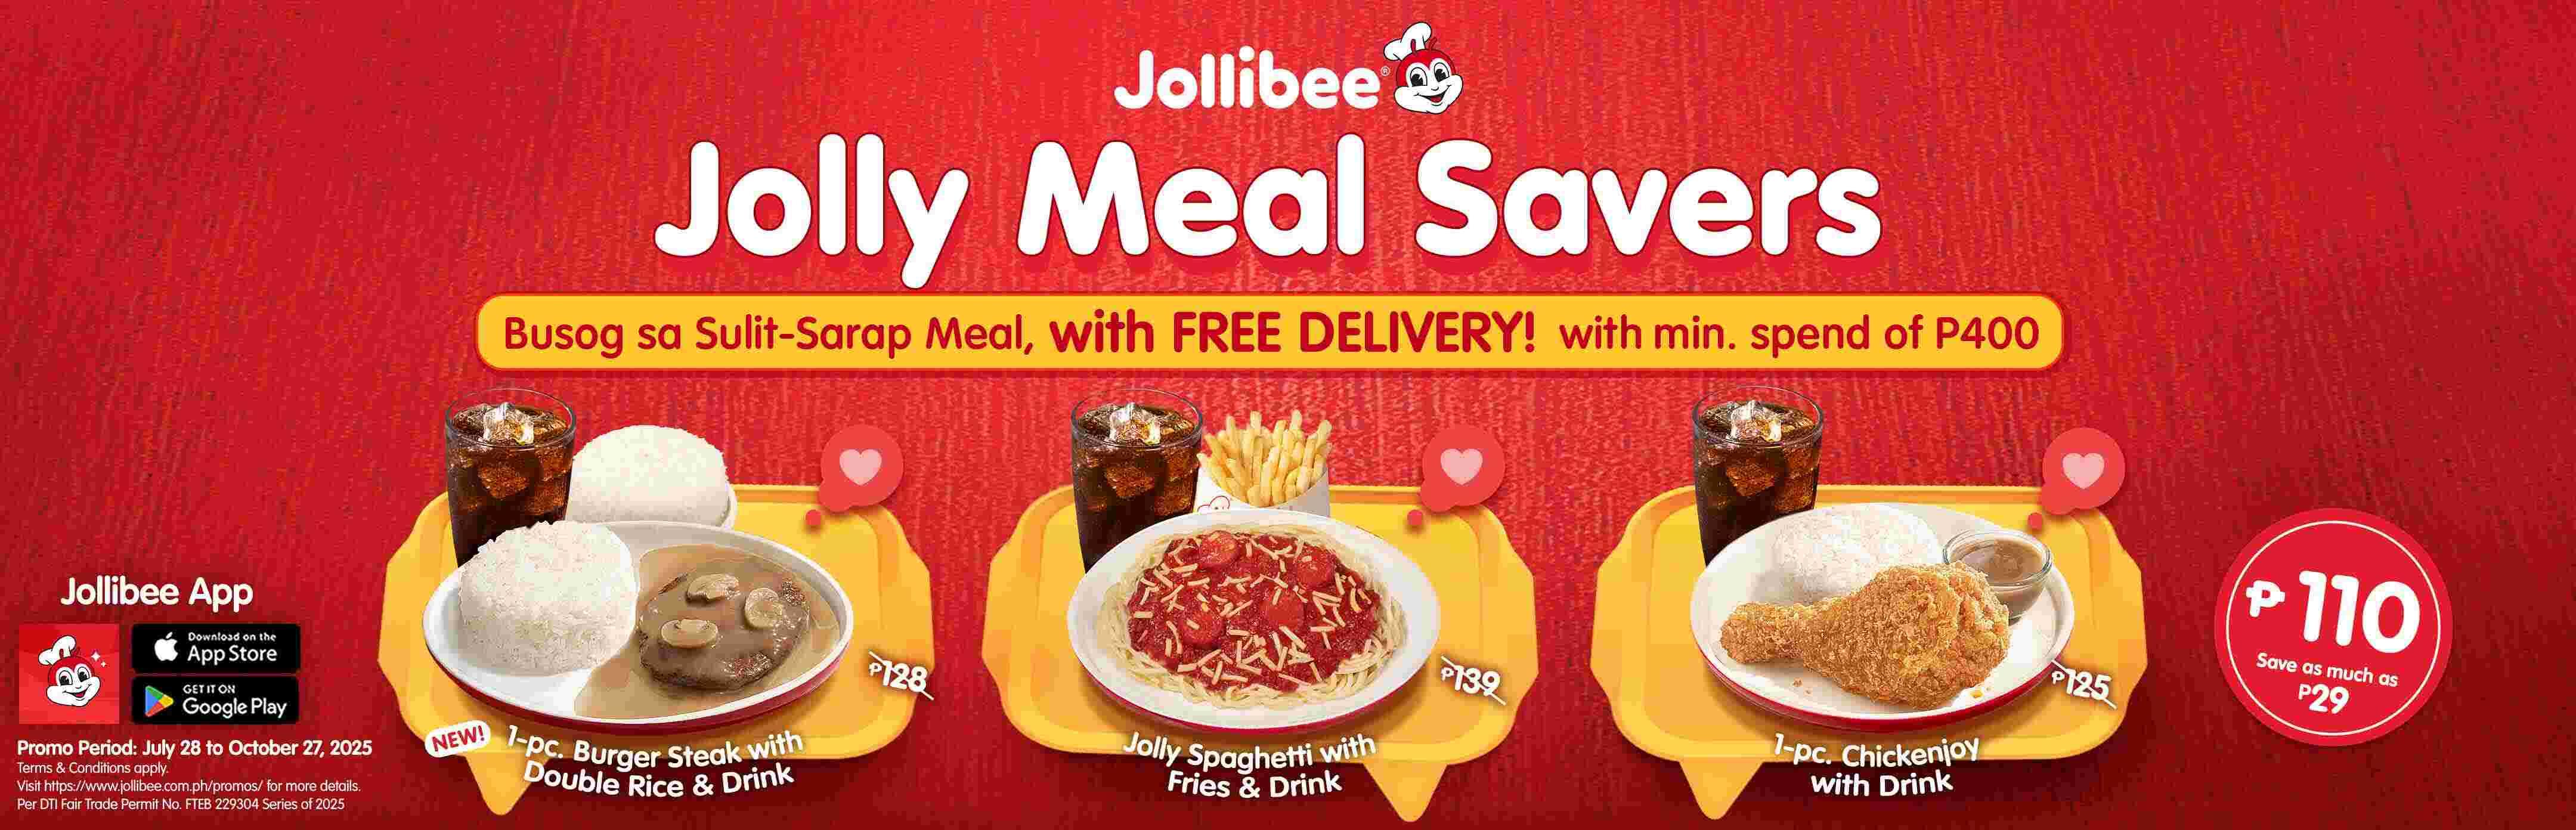 Jollibee®
Jolly Meal Savers
Busog sa Sulit-Sarap Meal, with FREE DELIVERY! with min. spend of P400
Jollibee App
Download on the
App Store
GET IT ON
Google Play
Promo Period: July 28 to October 27, 2025
Terms & Conditions apply.
Visit https://www.jollibee.com.ph/promos/ for more details.
Per DTI Fair Trade Permit No. FTEB 229304 Series of 2025
₱128
NEW!
1-pc. Burger Steak with
Double Rice & Drink
₱139
Jolly Spaghetti with
Fries & Drink
₱125
1-pc. Chickenjoy
with Drink
₱110
Save as much as
₱29